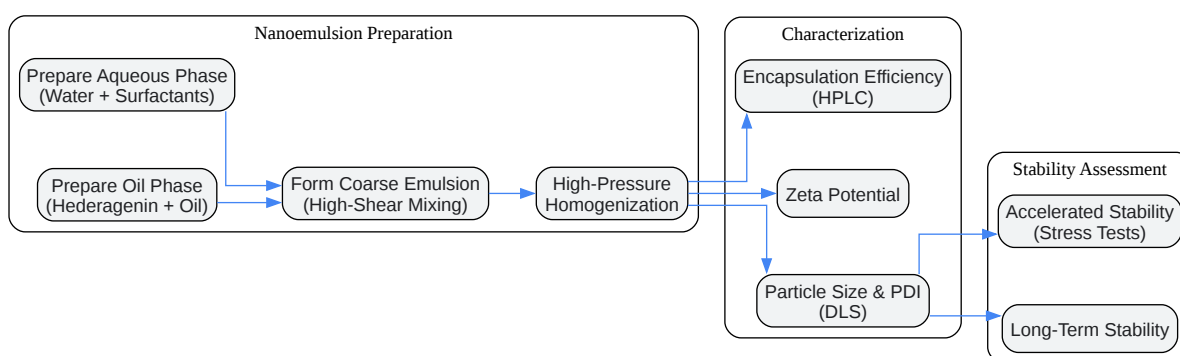 Nanoemulsion Preparation
Prepare Aqueous Phase
(Water + Surfactants)
Prepare Oil Phase
(Hederagenin + Oil)
Form Coarse Emulsion
(High-Shear Mixing)
High-Pressure
Homogenization
Characterization
Encapsulation Efficiency
(HPLC)
Zeta Potential
Particle Size & PDI
(DLS)
Stability Assessment
Accelerated Stability
(Stress Tests)
Long-Term Stability